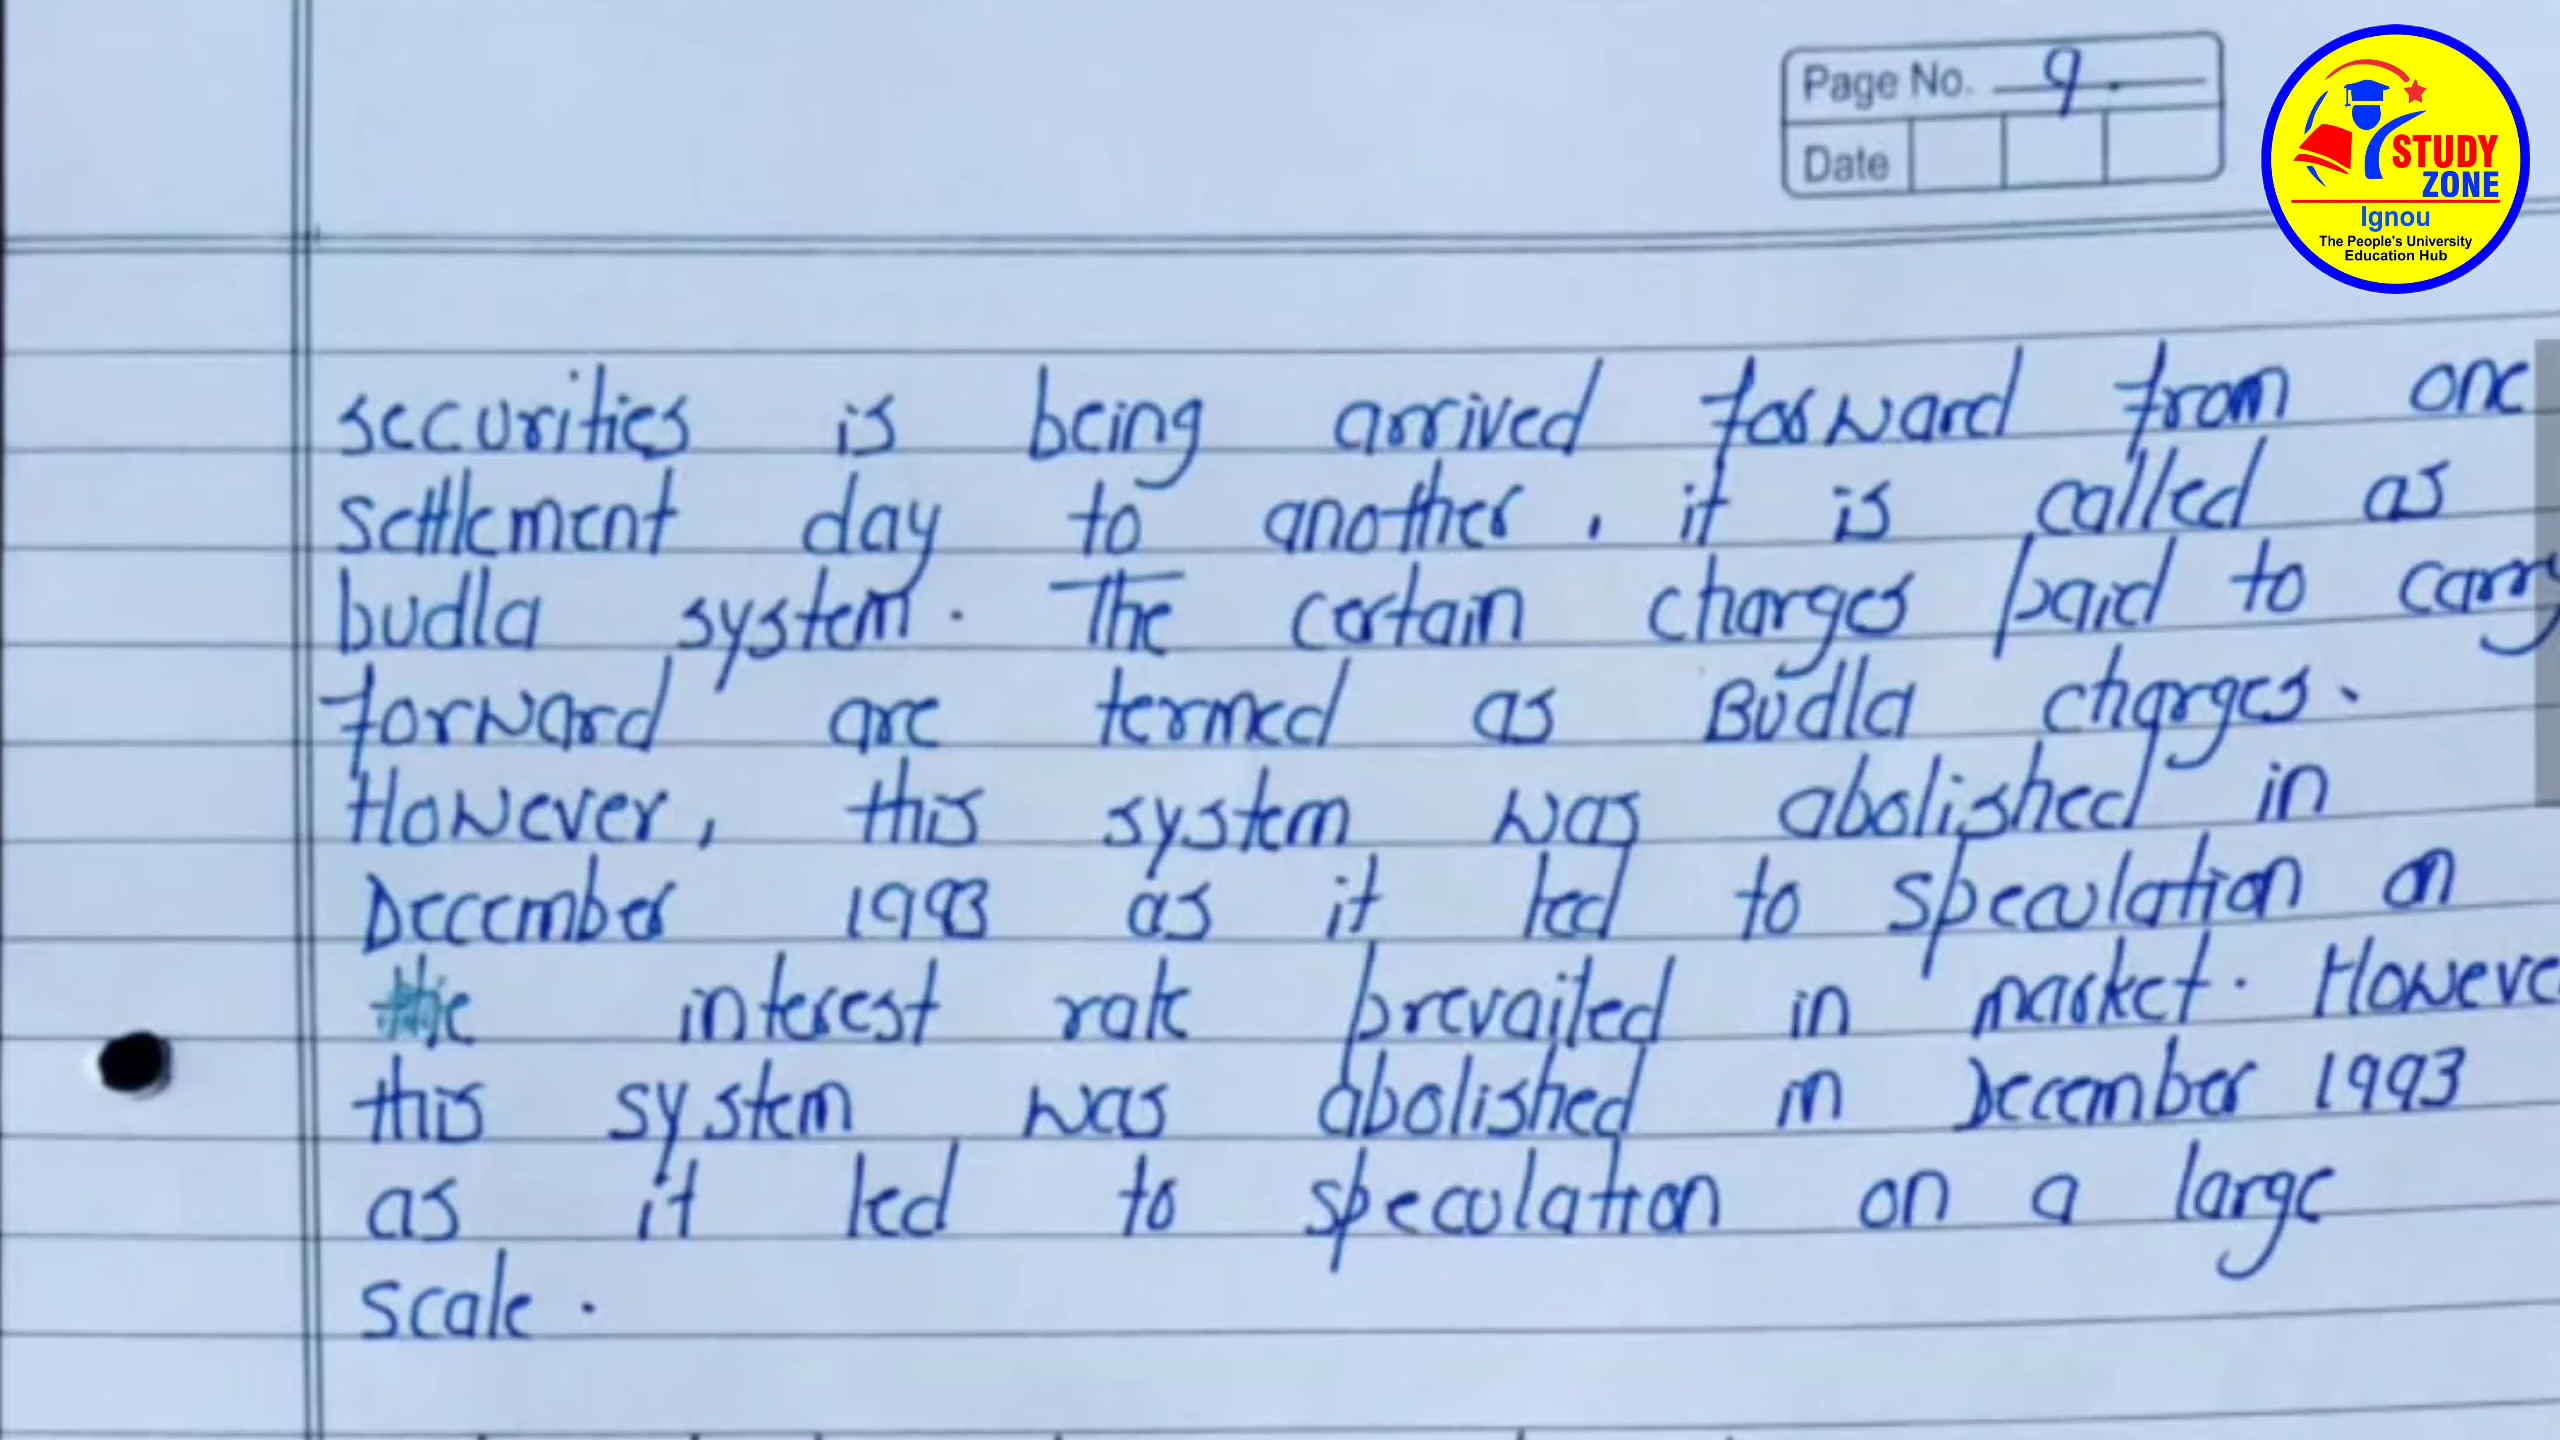 Page No. 9.
Date
STUDY
ZONE
Ignou
The People's University
Education Hub
securities is being arrived forward from one
settlement day to another, it is called as
budla system. The certain charges paid to carry
forward are termed as Budla charges.
However, this system was abolished in
December 1993 as it led to speculation on
the interest rate prevailed in market. Howeve
this system was abolished in December 1993
as it led to speculation on a large
scale.